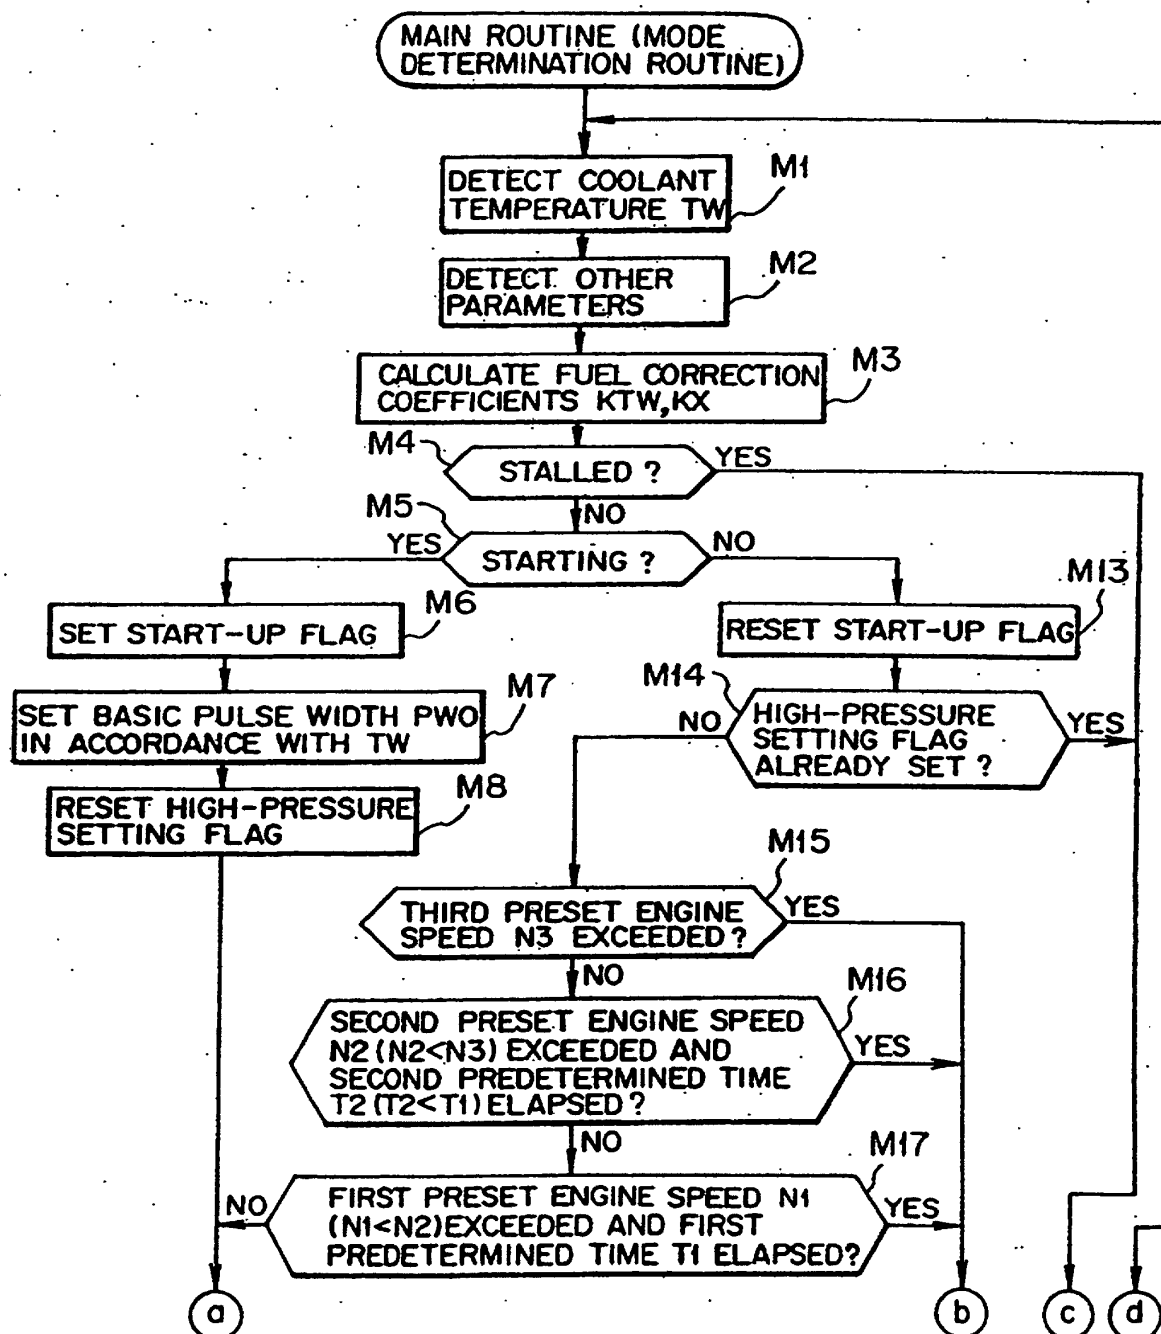 MAIN ROUTINE (MODE
DETERMINATION ROUTINE)
M1
DETECT COOLANT
TEMPERATURE TW
M2
DETECT OTHER
PARAMETERS
M3
CALCULATE FUEL CORRECTION
COEFFICIENTS KTW,KX
M4
STALLED ?
YES
NO
M5
YES
STARTING ?
NO
M6
SET START-UP FLAG
M13
RESET START-UP FLAG
M7
SET BASIC PULSE WIDTH PWO
IN ACCORDANCE WITH TW
M14
NO
HIGH-PRESSURE
SETTING FLAG
ALREADY SET ?
YES
M8
RESET HIGH-PRESSURE
SETTING FLAG
M15
THIRD PRESET ENGINE
SPEED N3 EXCEEDED?
YES
NO
M16
SECOND PRESET ENGINE SPEED
N2(N2<N3) EXCEEDED AND
SECOND PREDETERMINED TIME
T2(T2<T1) ELAPSED?
YES
NO
M17
NO
FIRST PRESET ENGINE SPEED N1
(N1<N2)EXCEEDED AND FIRST
PREDETERMINED TIME T1 ELAPSED?
YES
a
b
c
d